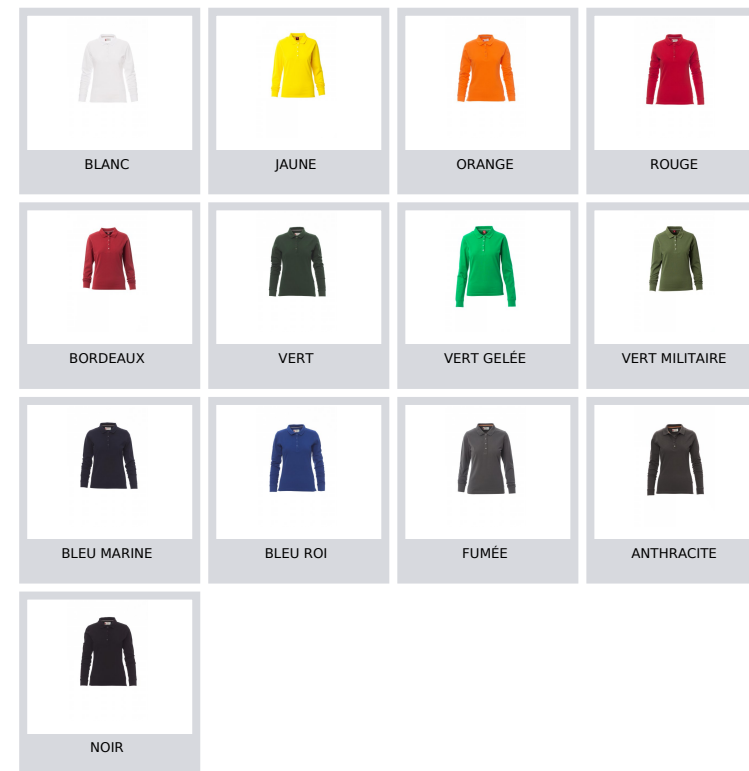 BLANC
JAUNE
ORANGE
ROUGE
BORDEAUX
VERT
VERT GELÉE
VERT MILITAIRE
BLEU MARINE
BLEU ROI
FUMÉE
ANTHRACITE
NOIR